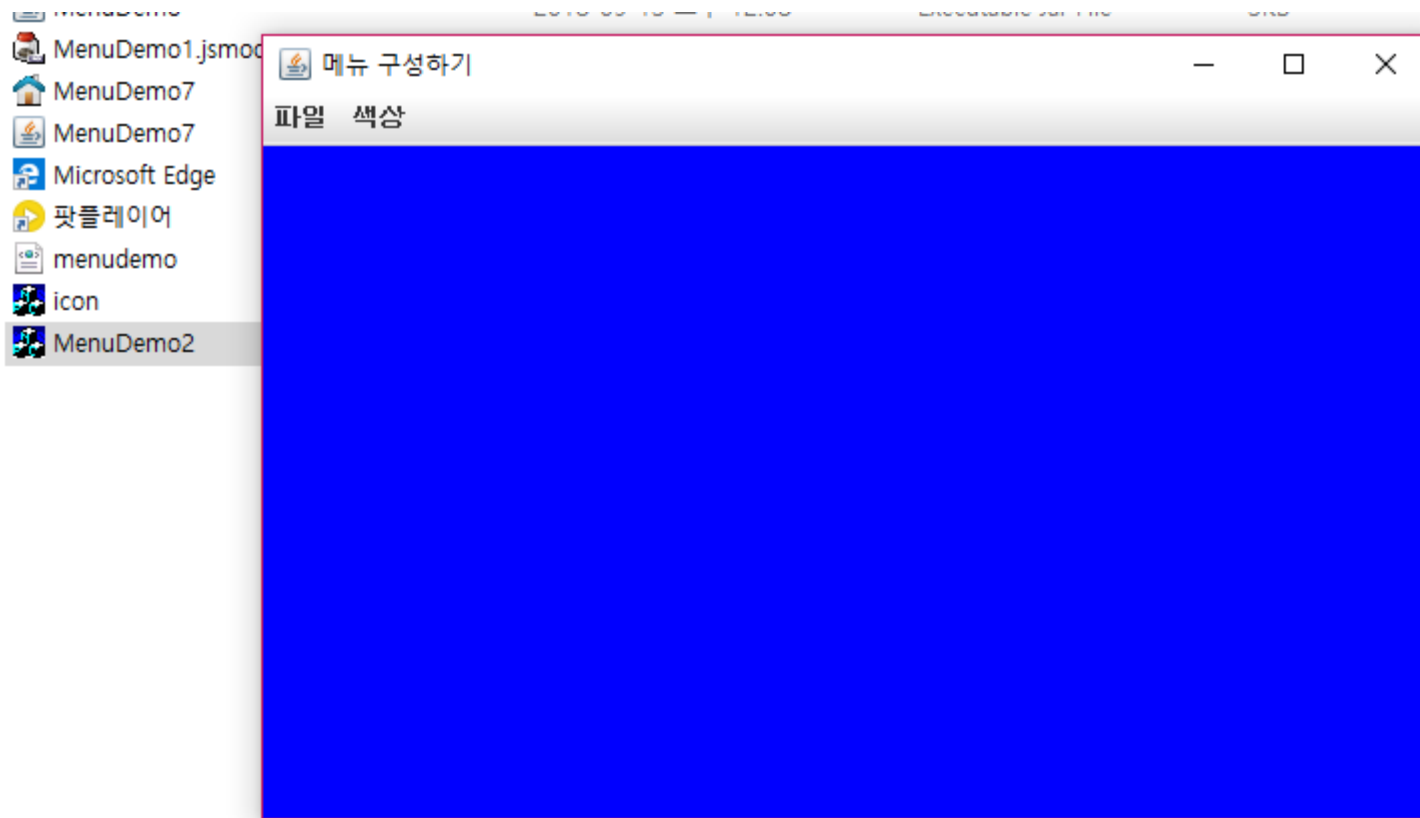 MenuDemo1.jsmod
MenuDemo7
MenuDemo7
Microsoft Edge
팟플레이어
menudemo
icon
MenuDemo2
메뉴 구성하기
파일 색상